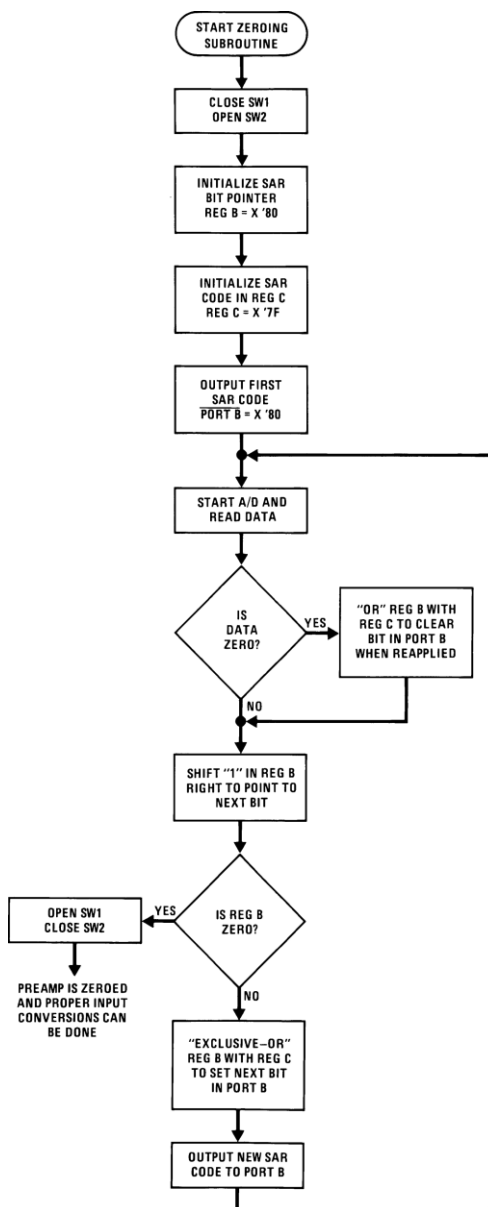 START ZEROING
SUBROUTINE
CLOSE SW1
OPEN SW2
INITIALIZE SAR
BIT POINTER
REG B = X '80
INITIALIZE SAR
CODE IN REG C
REG C = X '7F
OUTPUT FIRST
SAR CODE
PORT B = X '80
START A/D AND
READ DATA
IS
DATA
ZERO?
YES
"OR" REG B WITH
REG C TO CLEAR
BIT IN PORT B
WHEN REAPPLIED
NO
SHIFT "1" IN REG B
RIGHT TO POINT TO
NEXT BIT
IS REG B
ZERO?
YES
OPEN SW1
CLOSE SW2
PREAMP IS ZEROED
AND PROPER INPUT
CONVERSIONS CAN
BE DONE
NO
"EXCLUSIVE–OR"
REG B WITH REG C
TO SET NEXT BIT
IN PORT B
OUTPUT NEW SAR
CODE TO PORT B